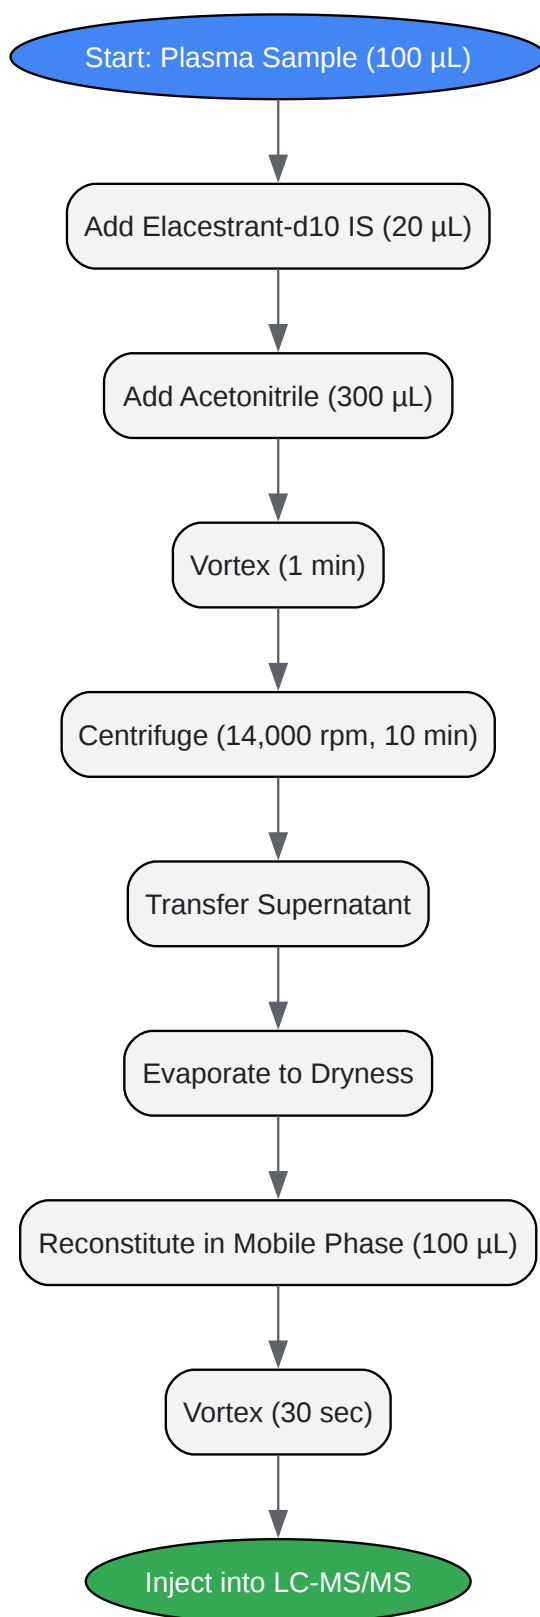 Start: Plasma Sample (100 µL)
Add Elacestrant-d10 IS (20 µL)
Add Acetonitrile (300 µL)
Vortex (1 min)
Centrifuge (14,000 rpm, 10 min)
Transfer Supernatant
Evaporate to Dryness
Reconstitute in Mobile Phase (100 µL)
Vortex (30 sec)
Inject into LC-MS/MS